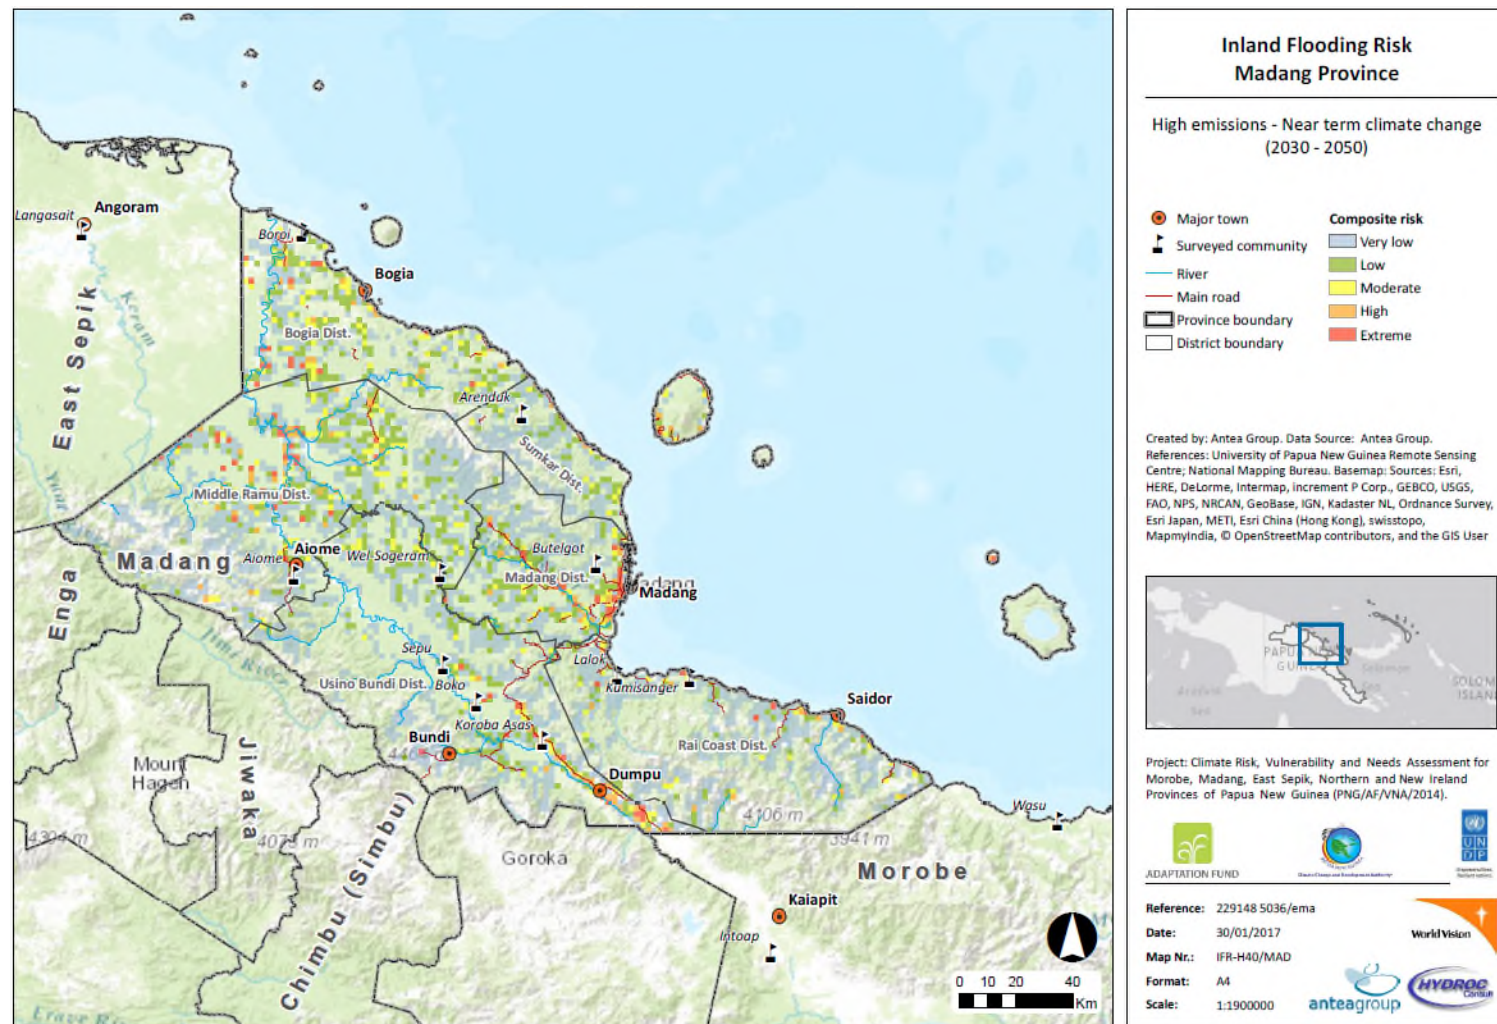 Langasait
Angoram
Boroi
Bogia
Keram
East Sepik
Bogia Dist.
Arendak
Sumkar Dist.
Middle Ramu Dist.
Madang
Aiome
Aiome
Wel-Sogeram
Butelgot
Madang Dist.
Madang
Enga
Sepu
Lalok
Usino Bundi Dist.
Boko
Kumisanger
Saidor
Koroba Asas
Bundi
Rai Coast Dist.
Dumpu
Jiwaka
Mount
Hagen
4106 m
3941 m
Wasu
4304 m
4073 m
Goroka
Morobe
Chimbu (Simbu)
Kaiapit
Intoap
0 10 20 40
Km
Inland Flooding Risk
Madang Province
High emissions - Near term climate change
(2030 - 2050)
Major town
Surveyed community
River
Main road
Province boundary
District boundary
Composite risk
Very low
Low
Moderate
High
Extreme
Created by: Antea Group. Data Source: Antea Group.
References: University of Papua New Guinea Remote Sensing
Centre; National Mapping Bureau. Basemap: Sources: Esri,
HERE, DeLorme, Intermap, increment P Corp., GEBCO, USGS,
FAO, NPS, NRCAN, GeoBase, IGN, Kadaster NL, Ordnance Survey,
Esri Japan, METI, Esri China (Hong Kong), swisstopo,
MapmyIndia, © OpenStreetMap contributors, and the GIS User
Project: Climate Risk, Vulnerability and Needs Assessment for
Morobe, Madang, East Sepik, Northern and New Ireland
Provinces of Papua New Guinea (PNG/AF/VNA/2014).
ADAPTATION FUND
UN
DP
Reference: 229148 5036/ema
Date: 30/01/2017
Map Nr.: IFR-H40/MAD
Format: A4
Scale: 1:1900000
World Vision
anteagroup
HYDROC
Consult